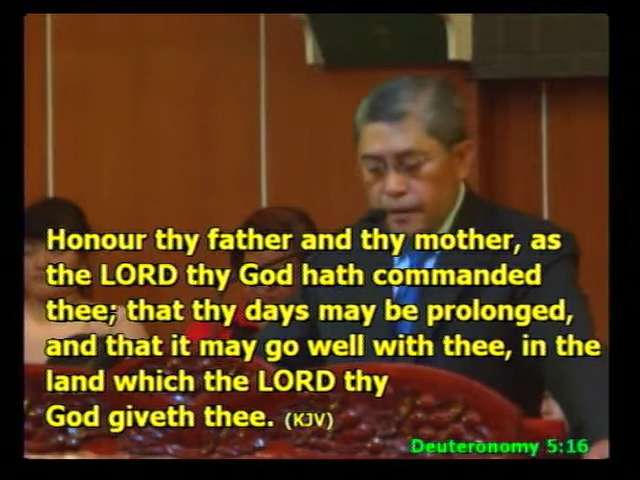 Honour thy father and thy mother, as
the LORD thy God hath commanded
thee; that thy days may be prolonged,
and that it may go well with thee, in the
land which the LORD thy
God giveth thee. (KJV)
Deuteronomy 5:16